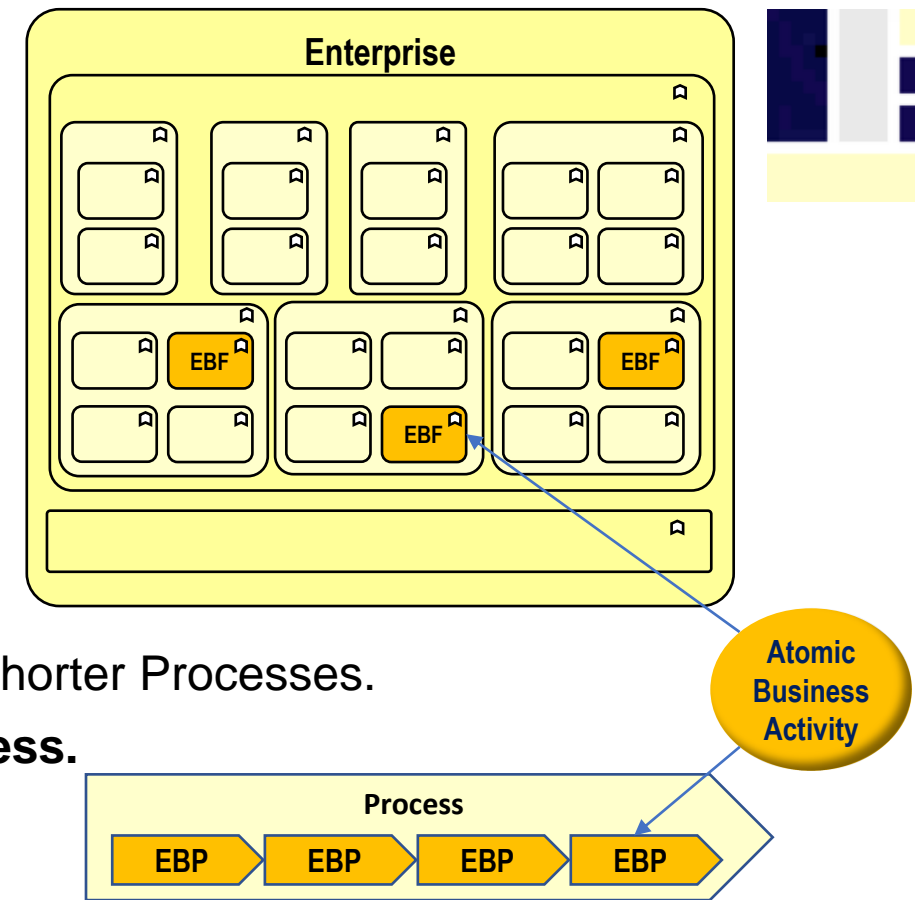 Enterprise
EBF
EBF
EBF
Atomic
Business
Activity
horter Processes.
ess.
Process
EBP EBP EBP EBP